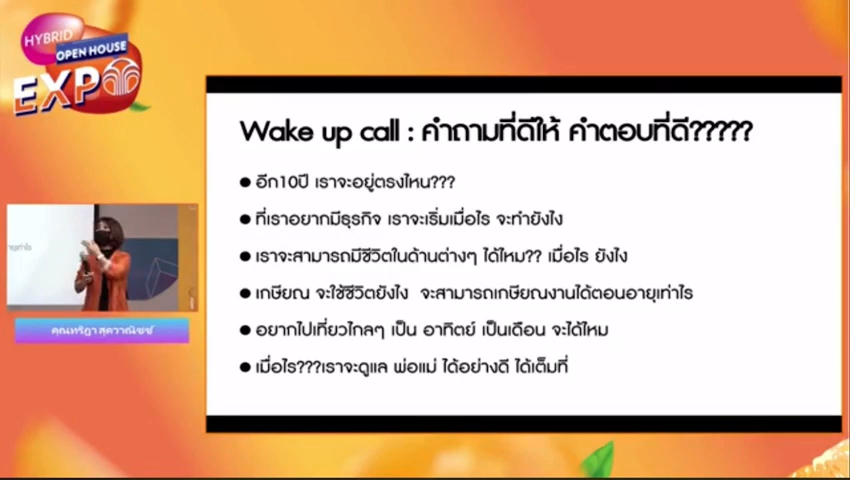 HYBRID
OPEN HOUSE
EXPO
Wake up call : คำถามที่ดีให้ คำตอบที่ดี?????
● อีก10ปี เราจะอยู่ตรงไหน???
● ที่เราอยากมีธุรกิจ เราจะเริ่มเมื่อไร จะทำยังไง
● เราจะสามารถมีชีวิตในด้านต่างๆ ได้ไหม?? เมื่อไร ยังไง
● เกษียณ จะใช้ชีวิตยังไง จะสามารถเกษียณงานได้ตอนอายุเท่าไร
● อยากไปเที่ยวไกลๆ เป็น อาทิตย์ เป็นเดือน จะได้ไหม
● เมื่อไร???เราจะดูแล พ่อแม่ ได้อย่างดี ได้เต็มที่
ายุเท่าไร